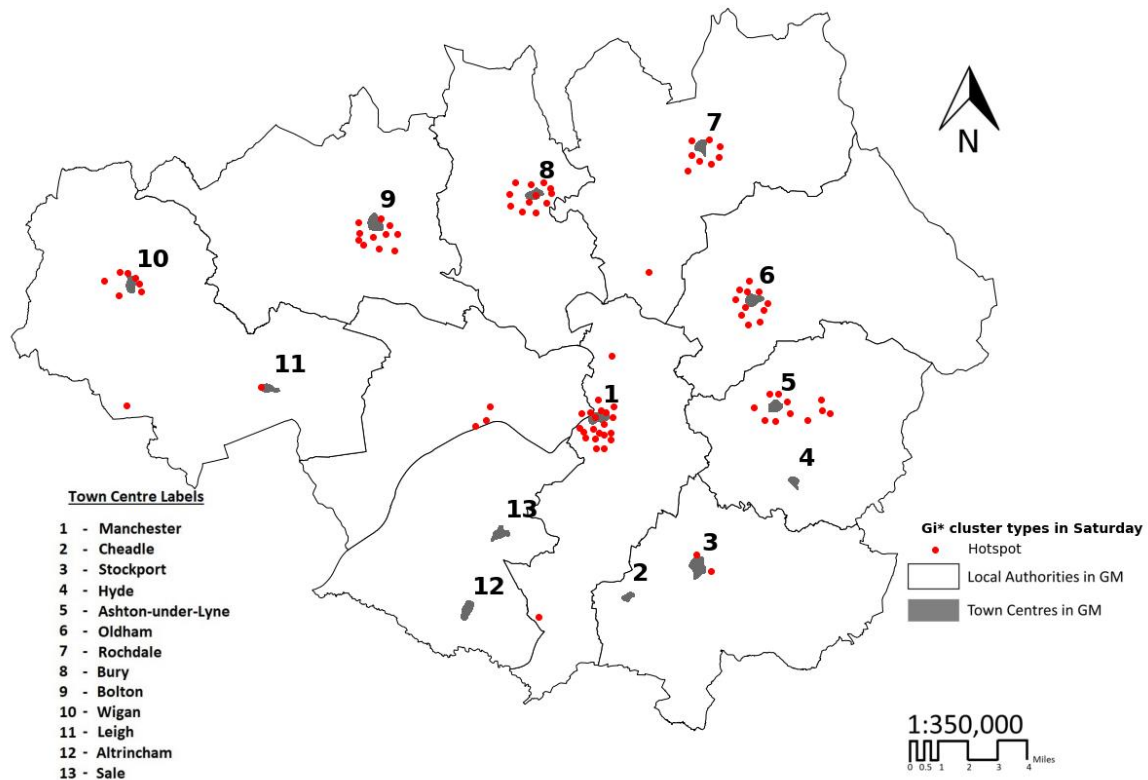 7
8
9
10
6
11
5
1
4
13
3
2
12
N
Town Centre Labels
1 - Manchester
2 - Cheadle
3 - Stockport
4 - Hyde
5 - Ashton-under-Lyne
6 - Oldham
7 - Rochdale
8 - Bury
9 - Bolton
10 - Wigan
11 - Leigh
12 - Altrincham
13 - Sale
Gi* cluster types in Saturday
Hotspot
Local Authorities in GM
Town Centres in GM
1:350,000
0 0.5 1 2 3 4 Miles